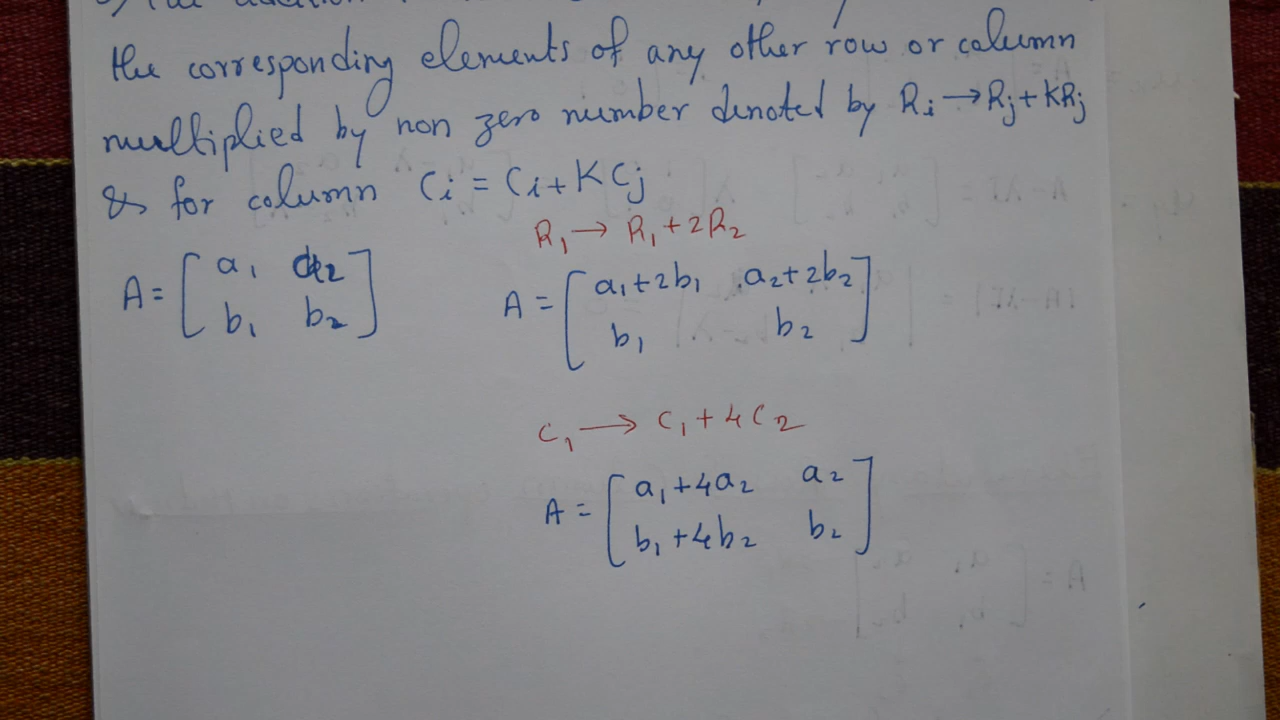 the corresponding elements of any other row or column
multiplied by non zero number denoted by Ri → Rj + KRj
& for column Ci = Ci + KCj
R1 → R1 + 2R2
A = [ a1 a2
b1 b2 ]
A = [ a1+2b1 a2+2b2
b1 b2 ]
C1 → C1 + 4C2
A = [ a1+4a2 a2
b1+4b2 b2 ]